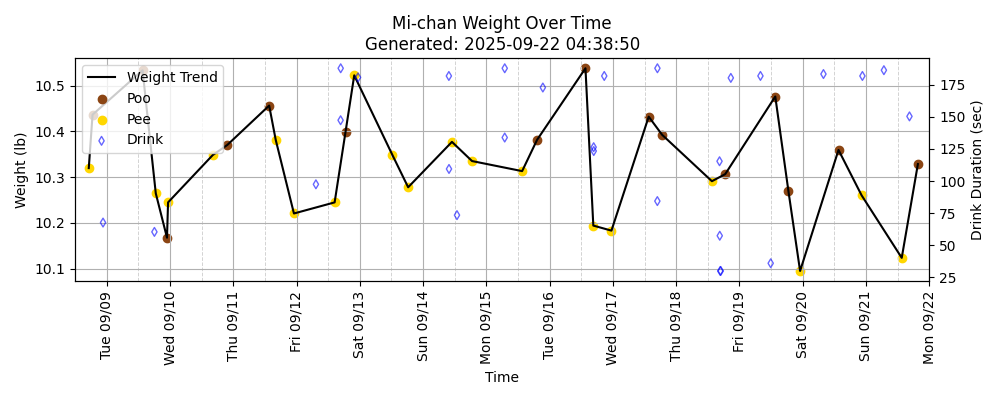 Mi-chan Weight Over Time
Generated: 2025-09-22 04:38:50
Weight Trend
Poo
Pee
Drink
Weight (lb)
10.5
10.4
10.3
10.2
10.1
175
150
125
100
75
50
25
Drink Duration (sec)
Tue 09/09
Wed 09/10
Thu 09/11
Fri 09/12
Sat 09/13
Sun 09/14
Mon 09/15
Tue 09/16
Wed 09/17
Thu 09/18
Fri 09/19
Sat 09/20
Sun 09/21
Mon 09/22
Time